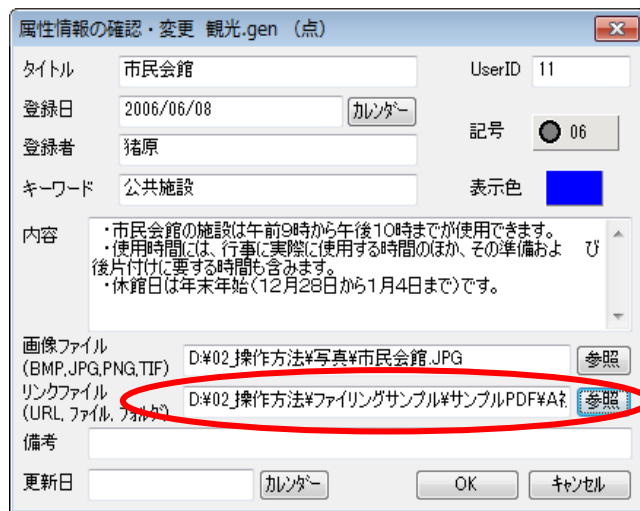 属性情報の確認・変更 観光.gen （点）
タイトル 市民会館 UserID 11
登録日 2006/06/08 カレンダー
記号 06
登録者 猪原
キーワード 公共施設 表示色
内容 ・市民会館の施設は午前9時から午後10時までが使用できます。
・使用時間には、行事に実際に使用する時間のほか、その準備およ び
後片付けに要する時間も含みます。
・休館日は年末年始（12月28日から1月4日まで）です。
画像ファイル
(BMP,JPG,PNG,TIF) D:¥02_操作方法¥写真¥市民会館.JPG 参照
リンクファイル
(URL, ファイル, フォルダ) D:¥02_操作方法¥ファイリングサンプル¥サンプルPDF¥A 参照
備考
更新日 カレンダー OK キャンセル